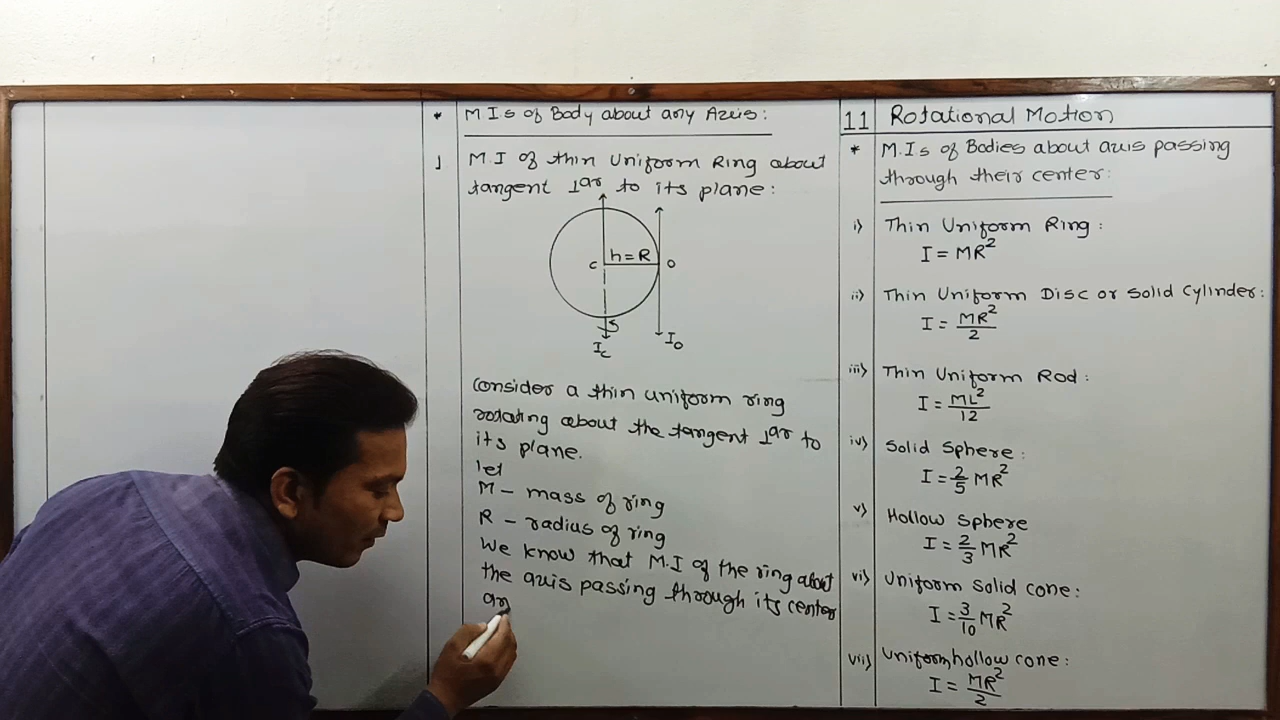 * M I s of Body about any Axis:
1 M.I of thin Uniform Ring about
tangent ⊥ar to its plane:
h = R
C
O
Ic
Io
Consider a thin uniform ring
rotating about the tangent ⊥ar to
its plane.
let
M – mass of ring
R – radius of ring
We know that M.I of the ring about
the axis passing through its center
an
11 Rotational Motion
* M.I s of Bodies about axis passing
through their center:
i) Thin Uniform Ring:
I = MR²
ii) Thin Uniform Disc or Solid Cylinder:
I = MR²/2
iii) Thin Uniform Rod:
I = ML²/12
iv) Solid Sphere:
I = 2/5 MR²
v) Hollow Sphere
I = 2/3 MR²
vi) Uniform Solid cone:
I = 3/10 MR²
vii) Uniform hollow cone:
I = MR²/2